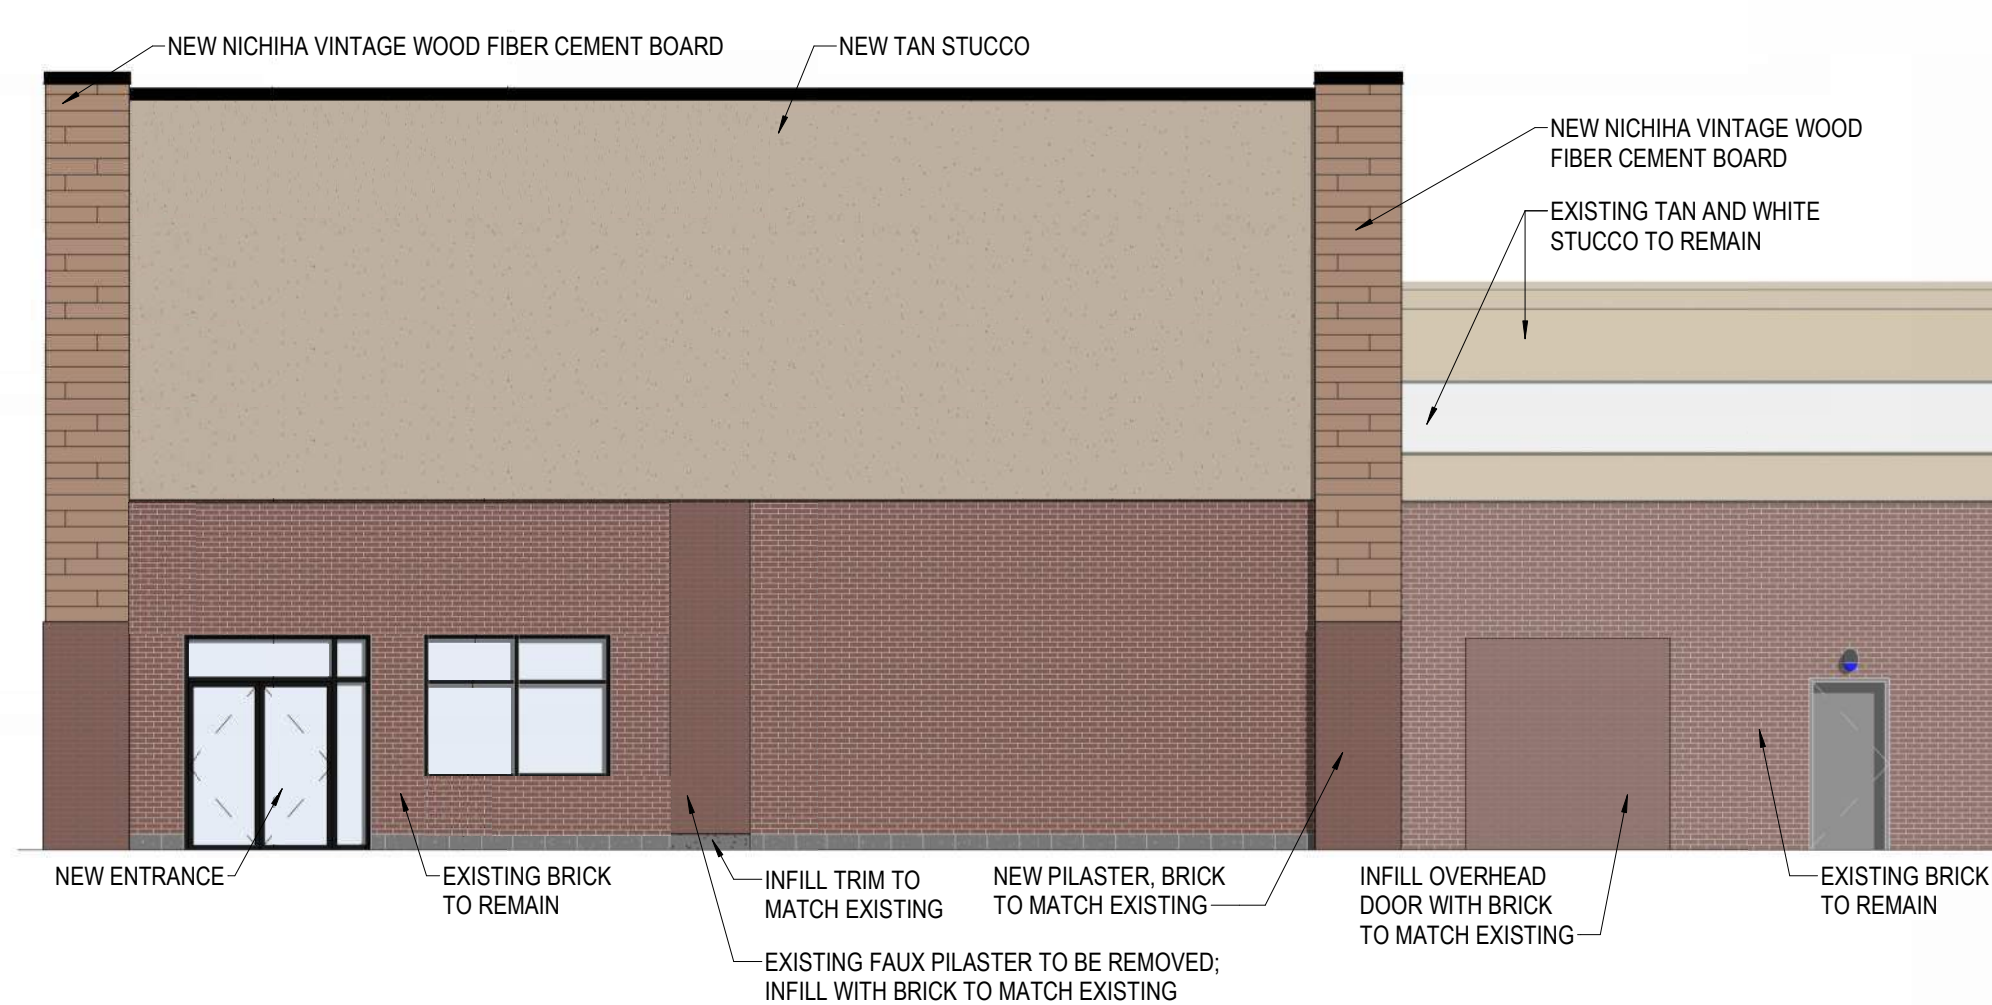 NEW NICHIHA VINTAGE WOOD FIBER CEMENT BOARD
NEW TAN STUCCO
NEW NICHIHA VINTAGE WOOD
FIBER CEMENT BOARD
EXISTING TAN AND WHITE
STUCCO TO REMAIN
NEW ENTRANCE
EXISTING BRICK
TO REMAIN
INFILL TRIM TO
MATCH EXISTING
EXISTING FAUX PILASTER TO BE REMOVED;
INFILL WITH BRICK TO MATCH EXISTING
NEW PILASTER, BRICK
TO MATCH EXISTING
INFILL OVERHEAD
DOOR WITH BRICK
TO MATCH EXISTING
EXISTING BRICK
TO REMAIN